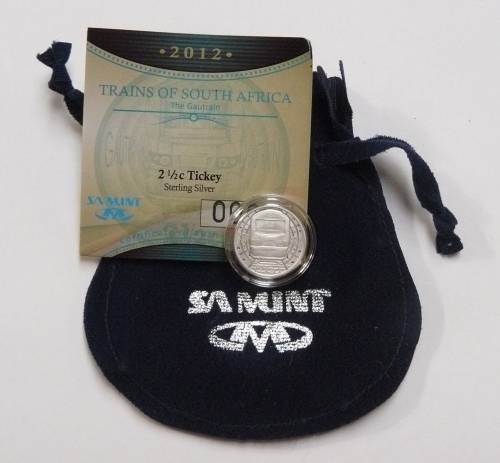 • 2012 •
TRAINS OF SOUTH AFRICA
The Gautrain
2 ½c Tickey
Sterling Silver
SA MINT
SA MINT